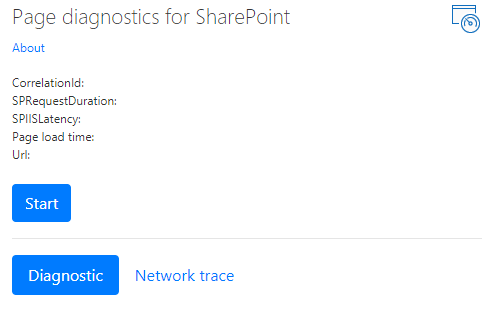 Page diagnostics for SharePoint
About
CorrelationId:
SPRequestDuration:
SPIISLatency:
Page load time:
Url:
Start
Diagnostic Network trace